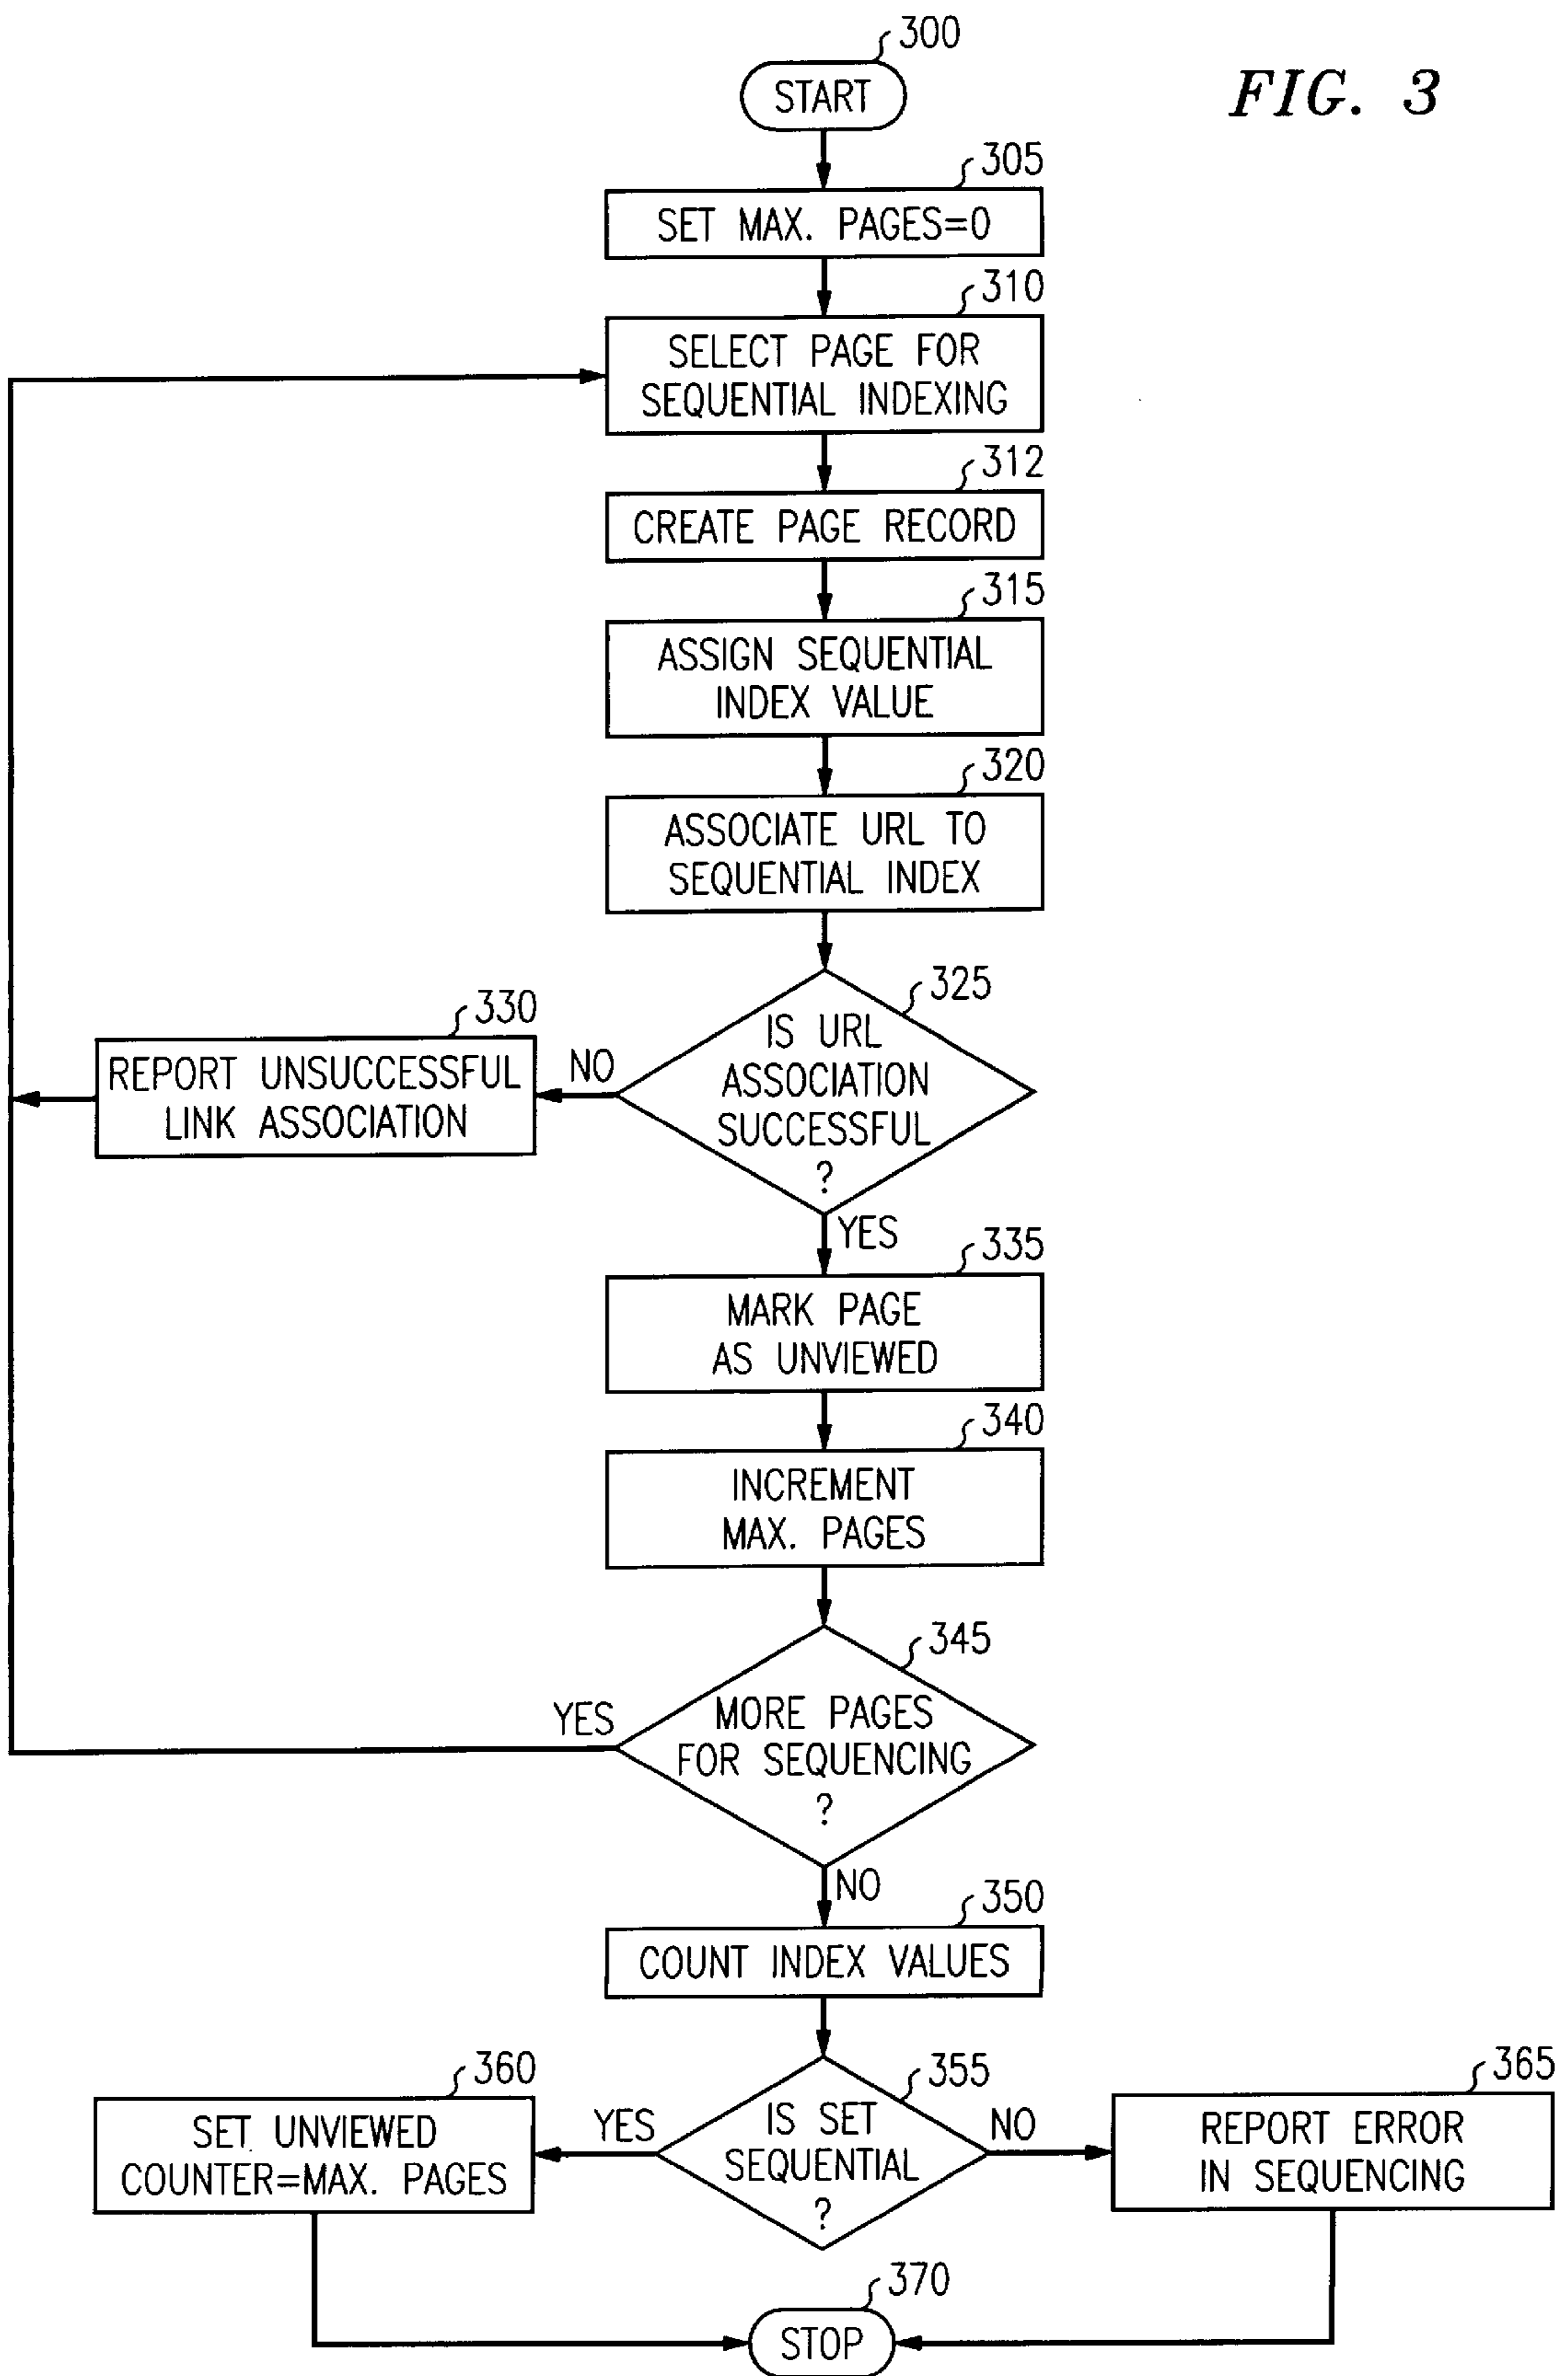 300
START
FIG. 3
305
SET MAX. PAGES=0
310
SELECT PAGE FOR
SEQUENTIAL INDEXING
312
CREATE PAGE RECORD
315
ASSIGN SEQUENTIAL
INDEX VALUE
320
ASSOCIATE URL TO
SEQUENTIAL INDEX
325
IS URL
ASSOCIATION
SUCCESSFUL
?
NO
330
REPORT UNSUCCESSFUL
LINK ASSOCIATION
YES
335
MARK PAGE
AS UNVIEWED
340
INCREMENT
MAX. PAGES
345
MORE PAGES
FOR SEQUENCING
?
YES
NO
350
COUNT INDEX VALUES
355
IS SET
SEQUENTIAL
?
YES
360
SET UNVIEWED
COUNTER=MAX. PAGES
NO
365
REPORT ERROR
IN SEQUENCING
370
STOP